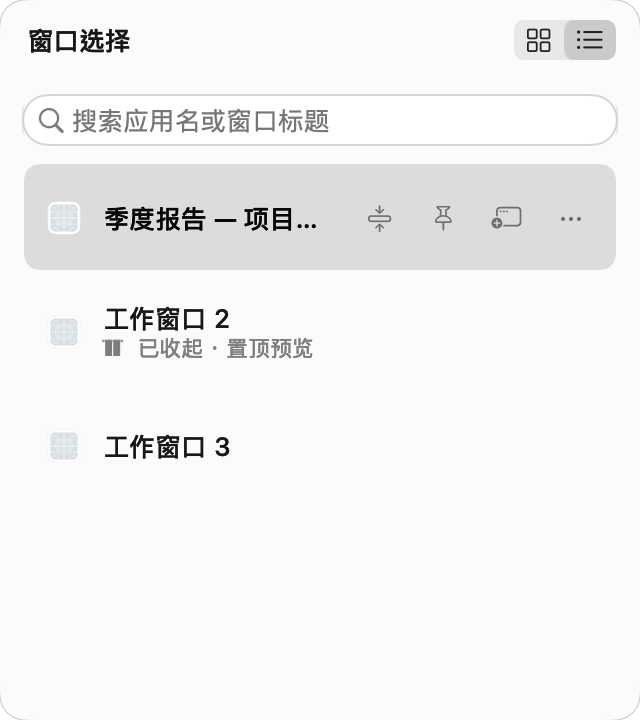 窗口选择
搜索应用名或窗口标题
季度报告 — 项目...
工作窗口 2
已收起 · 置顶预览
工作窗口 3